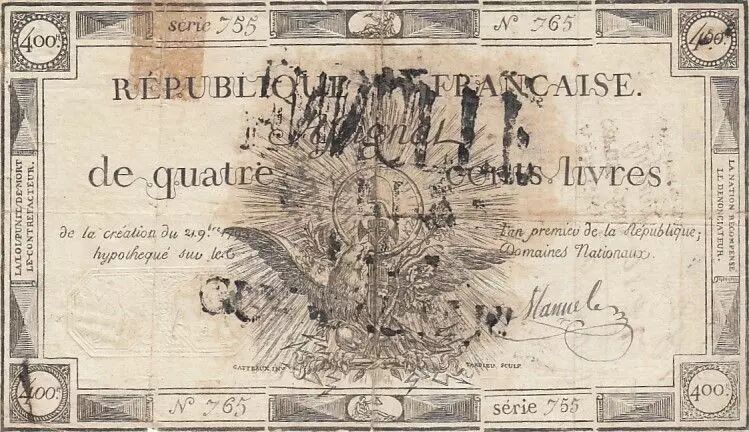 400.# série 755 N.º 765 400.#
RÉPUBLIQUE FRANÇAISE.
Assignat
de quatre cents livres.
de la création du 21 9.bre l'an premier de la République;
hypothéqué sur les Domaines Nationaux.
LA LOI PUNIT DE MORT
LE CONTREFACTEUR.
LA NATION RÉCOMPENSE
LE DÉNONCIATEUR.
GATTEAUX INV. TARDIEU SCULP.
400.# N.º 765 série 755 400.#